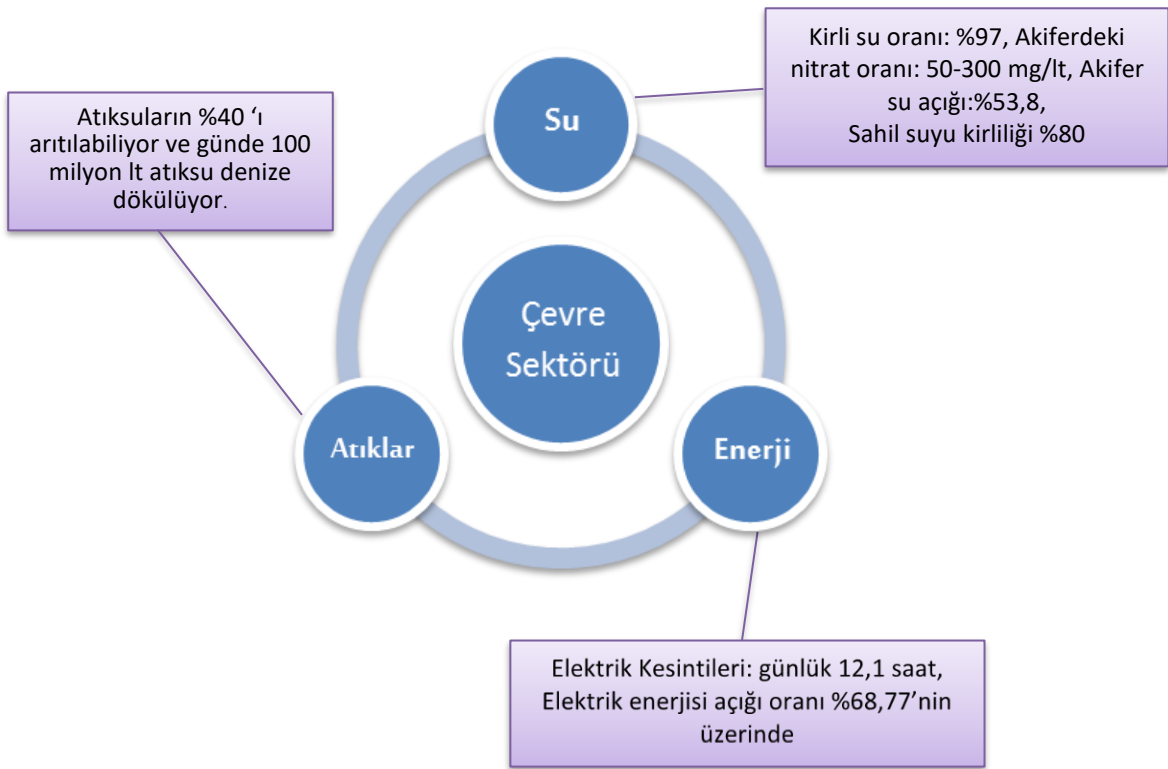 Kirli su oranı: %97, Akiferdeki
nitrat oranı: 50-300 mg/lt, Akifer
su açığı:%53,8,
Sahil suyu kirliliği %80
Atıksuların %40 ‘ı
arıtılabiliyor ve günde 100
milyon lt atıksu denize
dökülüyor.
Su
Çevre
Sektörü
Atıklar
Enerji
Elektrik Kesintileri: günlük 12,1 saat,
Elektrik enerjisi açığı oranı %68,77’nin
üzerinde